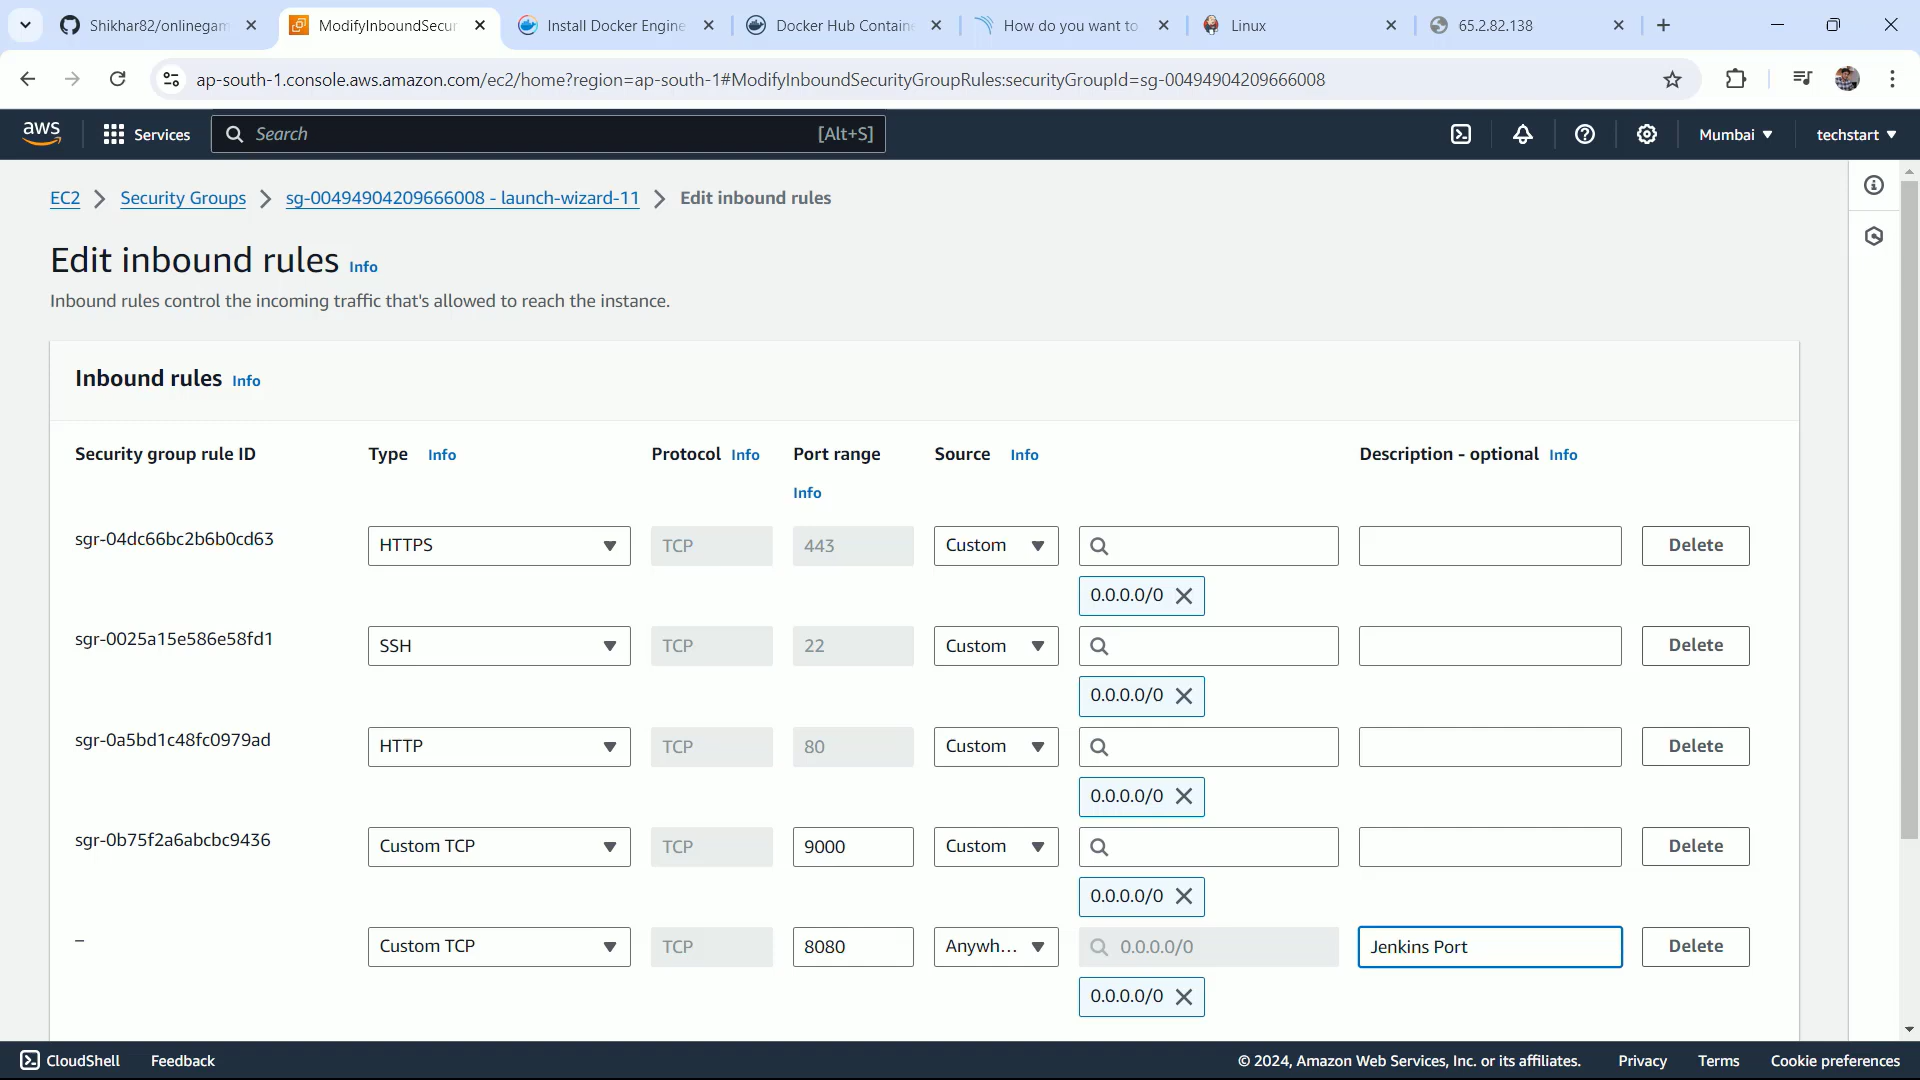 Shikhar82/onlinegam
ModifyInboundSecur
Install Docker Engine
Docker Hub Containe
How do you want to
Linux
65.2.82.138
ap-south-1.console.aws.amazon.com/ec2/home?region=ap-south-1#ModifyInboundSecurityGroupRules:securityGroupId=sg-00494904209666008
aws
Services
Search
[Alt+S]
Mumbai
techstart
EC2
Security Groups
sg-00494904209666008 - launch-wizard-11
Edit inbound rules
Edit inbound rules Info
Inbound rules control the incoming traffic that's allowed to reach the instance.
Inbound rules Info
Security group rule ID
Type Info
Protocol Info
Port range
Info
Source Info
Description - optional Info
sgr-04dc66bc2b6b0cd63
HTTPS
TCP
443
Custom
Delete
0.0.0.0/0
sgr-0025a15e586e58fd1
SSH
TCP
22
Custom
Delete
0.0.0.0/0
sgr-0a5bd1c48fc0979ad
HTTP
TCP
80
Custom
Delete
0.0.0.0/0
sgr-0b75f2a6abcbc9436
Custom TCP
TCP
9000
Custom
Delete
0.0.0.0/0
–
Custom TCP
TCP
8080
Anywh...
0.0.0.0/0
Jenkins Port
Delete
0.0.0.0/0
CloudShell
Feedback
© 2024, Amazon Web Services, Inc. or its affiliates.
Privacy
Terms
Cookie preferences